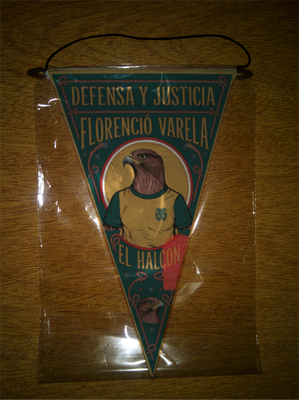 DEFENSA Y JUSTICIA
FLORENCIO VARELA
EL HALCON